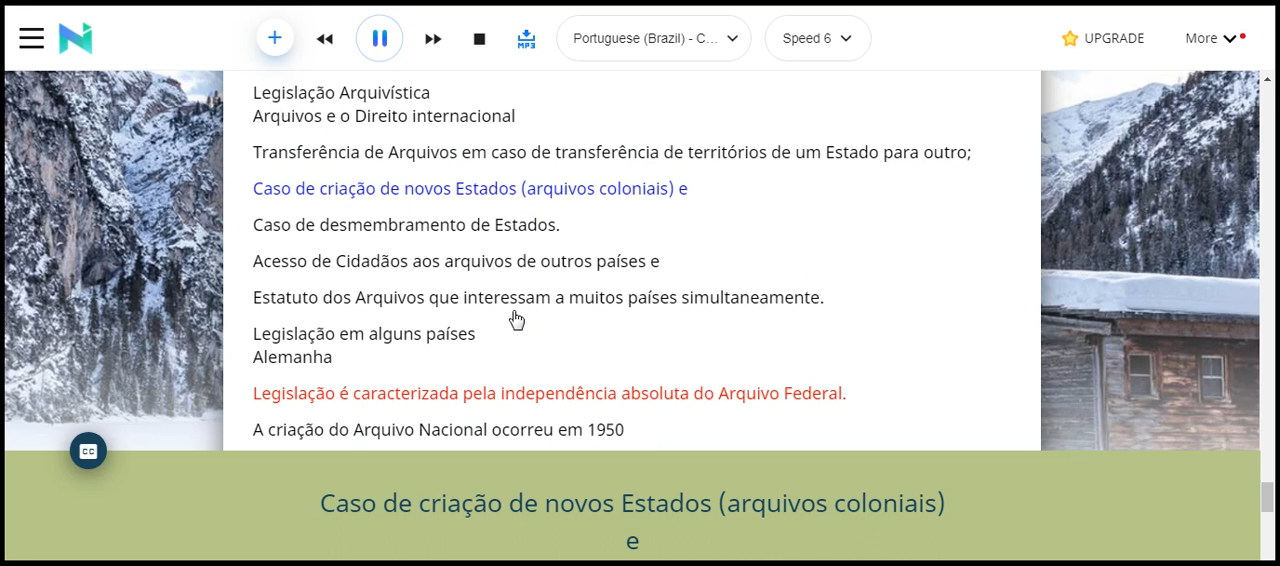 MP3
Portuguese (Brazil) - C...
Speed 6
UPGRADE
More
Legislação Arquivística
Arquivos e o Direito internacional
Transferência de Arquivos em caso de transferência de territórios de um Estado para outro;
Caso de criação de novos Estados (arquivos coloniais) e
Caso de desmembramento de Estados.
Acesso de Cidadãos aos arquivos de outros países e
Estatuto dos Arquivos que interessam a muitos países simultaneamente.
Legislação em alguns países
Alemanha
Legislação é caracterizada pela independência absoluta do Arquivo Federal.
A criação do Arquivo Nacional ocorreu em 1950
CC
Caso de criação de novos Estados (arquivos coloniais)
e